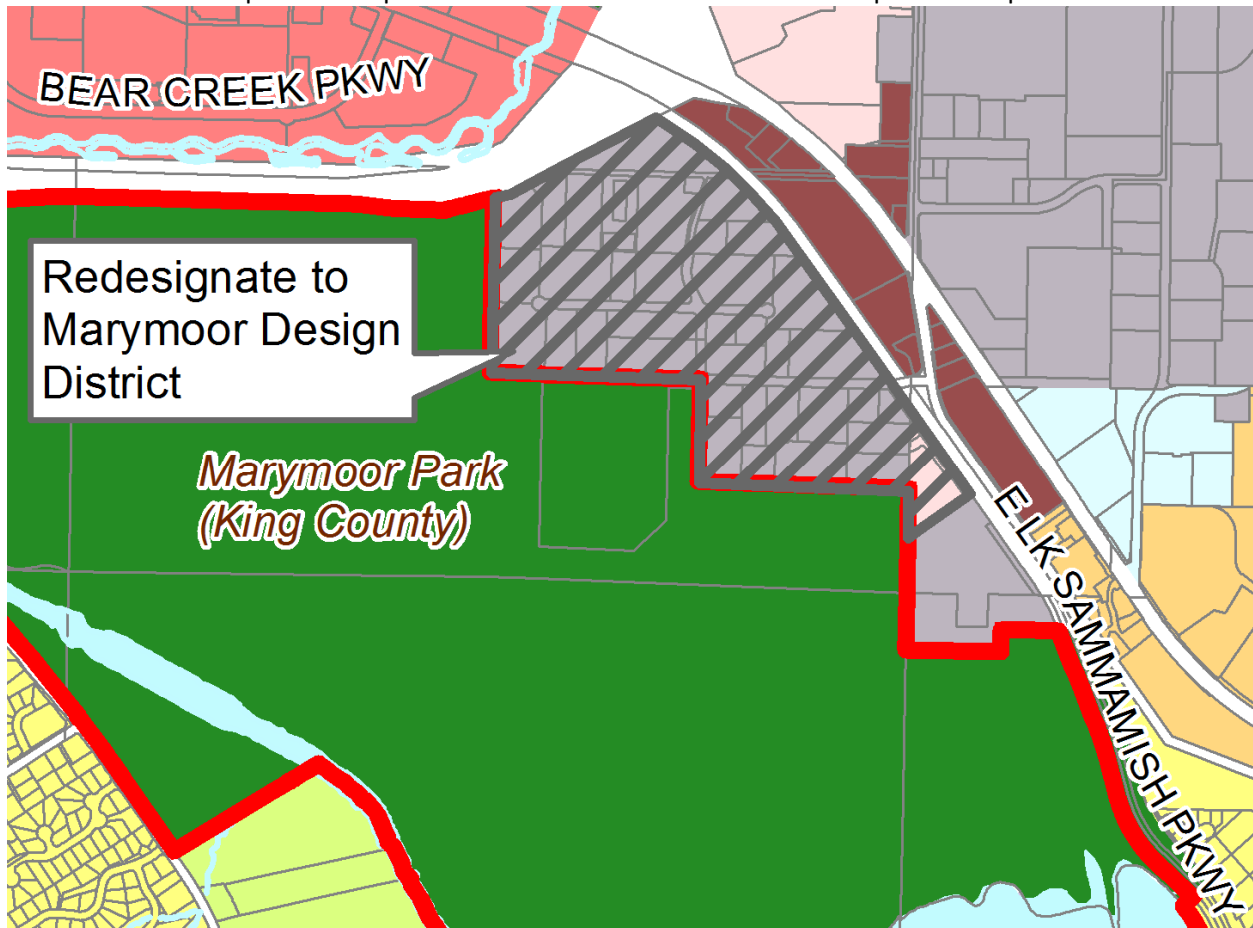 BEAR CREEK PKWY
Redesignate to
Marymoor Design
District
Marymoor Park
(King County)
E LK SAMMAMISH PKWY